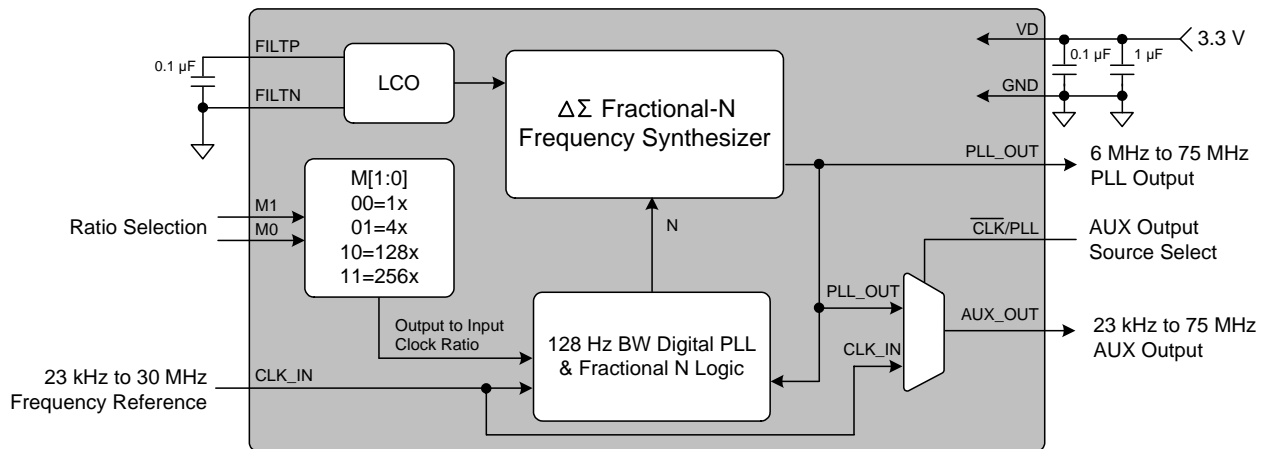 FILTP
0.1 µF
FILTN
LCO
ΔΣ Fractional-N
Frequency Synthesizer
VD
3.3 V
0.1 µF
1 µF
GND
PLL_OUT
6 MHz to 75 MHz
PLL Output
M[1:0]
00=1x
01=4x
10=128x
11=256x
Ratio Selection
M1
M0
N
CLK/PLL
AUX Output
Source Select
PLL_OUT
CLK_IN
AUX_OUT
23 kHz to 75 MHz
AUX Output
Output to Input
Clock Ratio
128 Hz BW Digital PLL
& Fractional N Logic
23 kHz to 30 MHz
Frequency Reference
CLK_IN